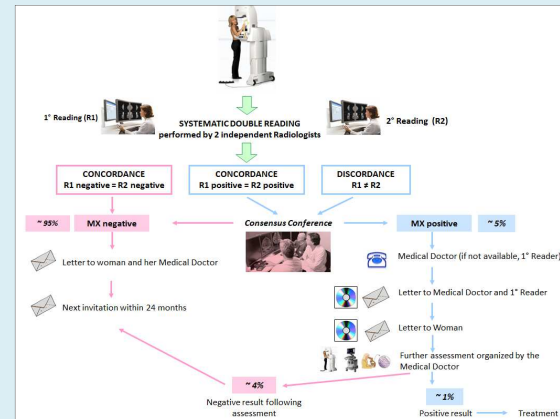 1° Reading (R1)
2° Reading (R2)
SYSTEMATIC DOUBLE READING
performed by 2 independent Radiologists
CONCORDANCE
R1 negative = R2 negative
CONCORDANCE
R1 positive = R2 positive
DISCORDANCE
R1 ≠ R2
~ 95%
MX negative
Consensus Conference
MX positive
~ 5%
Letter to woman and her Medical Doctor
Next invitation within 24 months
Medical Doctor (if not available, 1° Reader)
Letter to Medical Doctor and 1° Reader
Letter to Woman
Further assessment organized by the
Medical Doctor
~ 4%
Negative result following
assessment
~ 1%
Positive result
Treatment